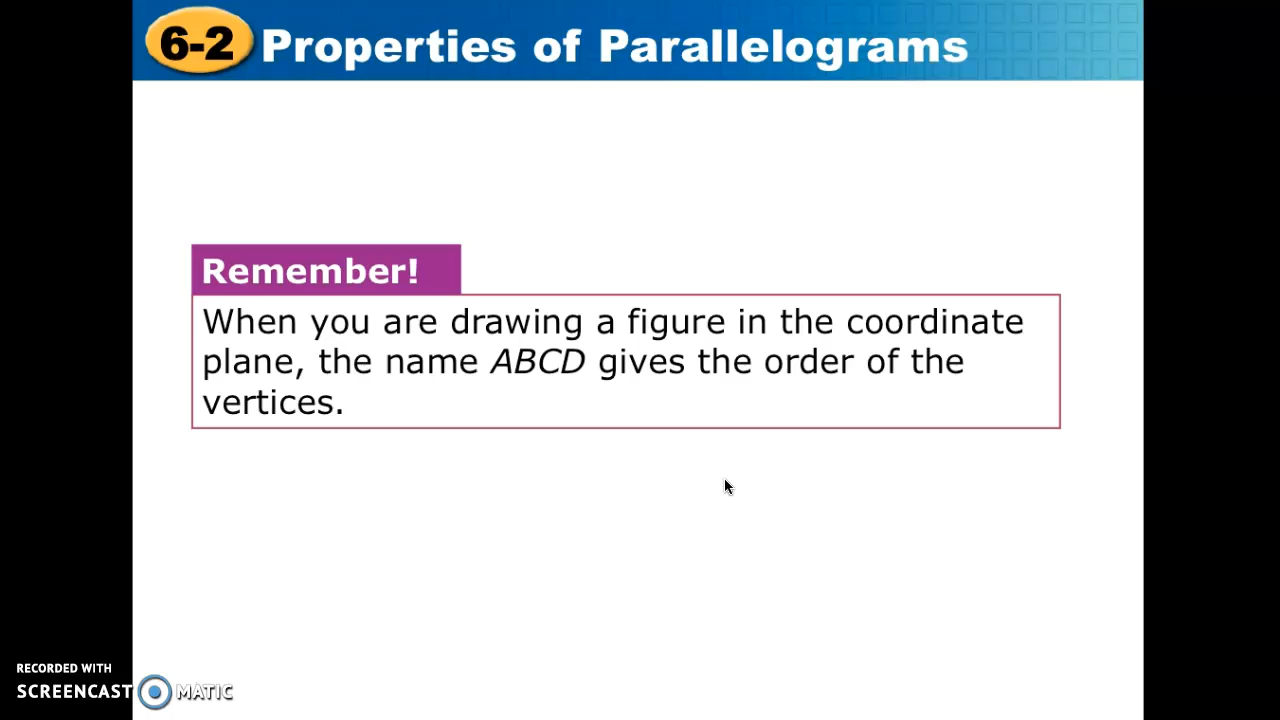 6-2 Properties of Parallelograms
Remember!
When you are drawing a figure in the coordinate
plane, the name ABCD gives the order of the
vertices.
RECORDED WITH
SCREENCAST MATIC